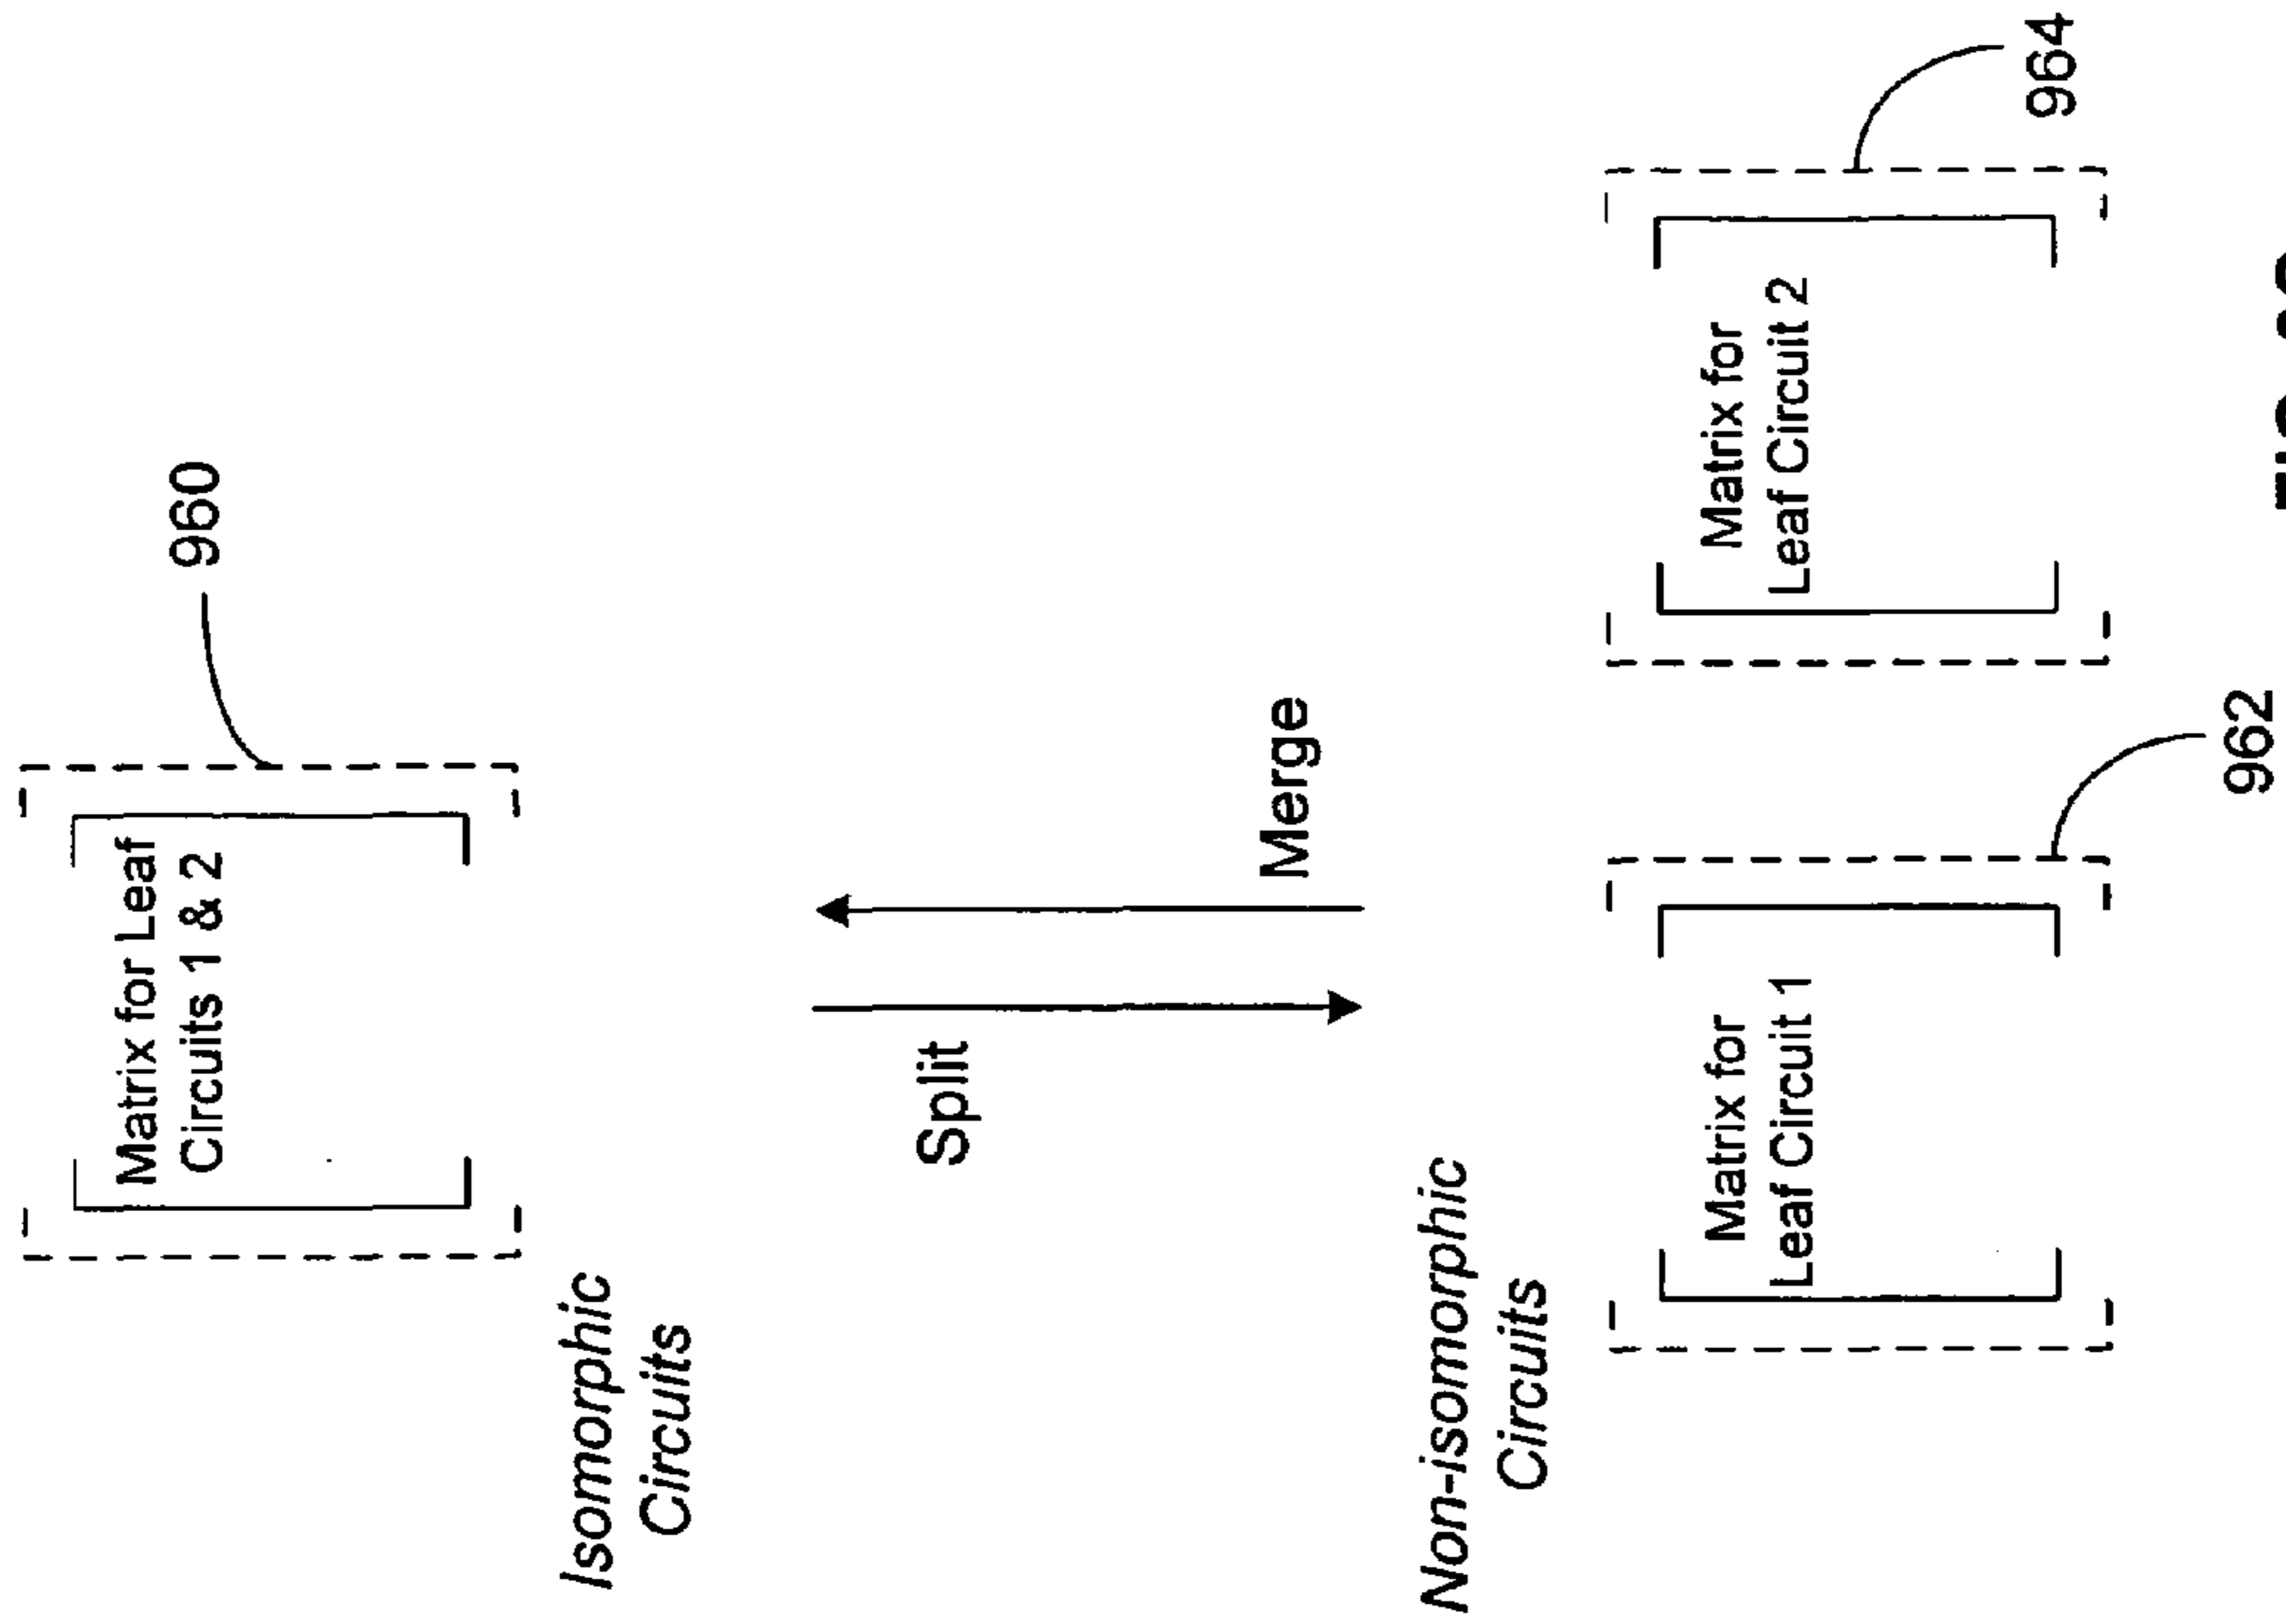 Matrix for Leaf
Circuits 1 & 2
960
Isomorphic
Circuits
Split
Merge
Non-isomorphic
Circuits
Matrix for
Leaf Circuit 1
Matrix for
Leaf Circuit 2
962
964